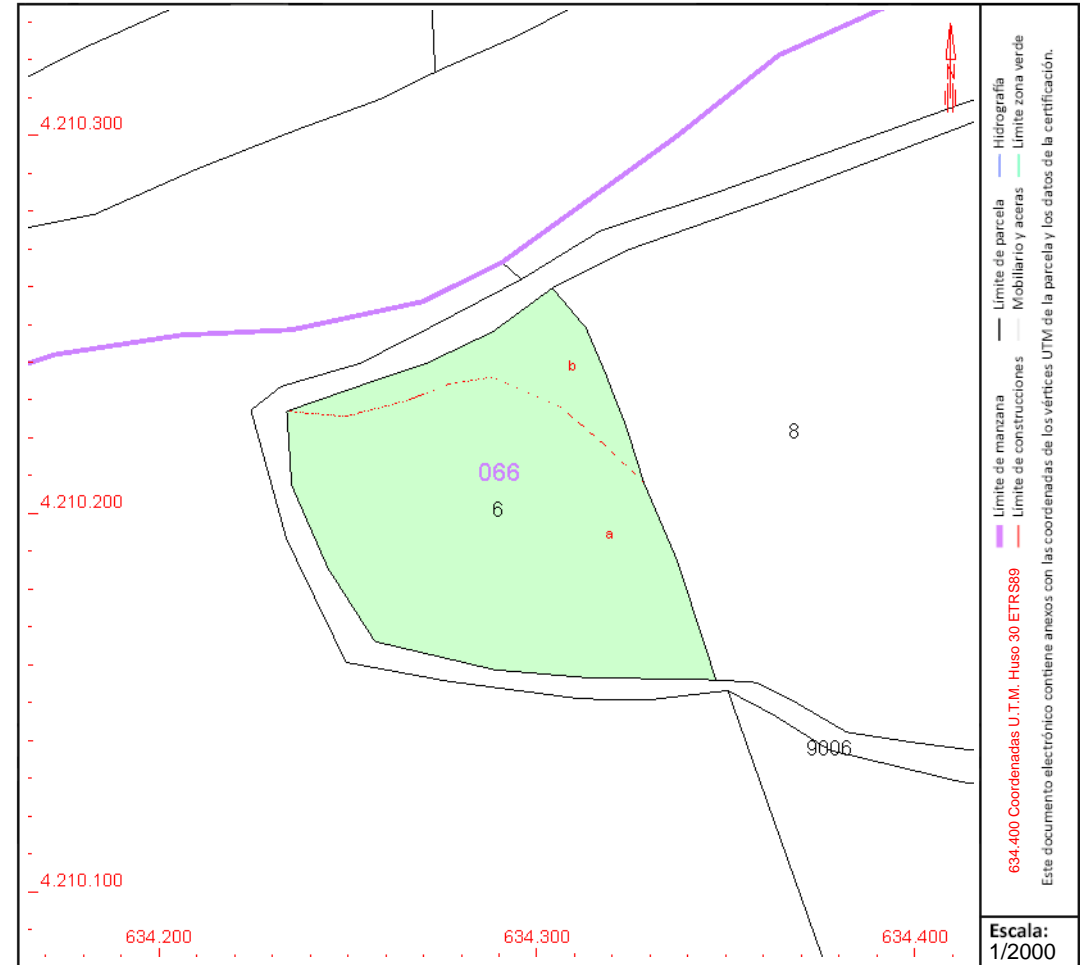 4.210.300
b
8
066
6
4.210.200
a
9006
4.210.100
634.200
634.300
634.400
N
Límite de manzana
Límite de parcela
Hidrografía
Límite de construcciones
Mobiliario y aceras
Límite zona verde
634.400 Coordenadas U.T.M. Huso 30 ETRS89
Este documento electrónico contiene anexos con las coordenadas de los vértices UTM de la parcela y los datos de la certificación.
Escala:
1/2000